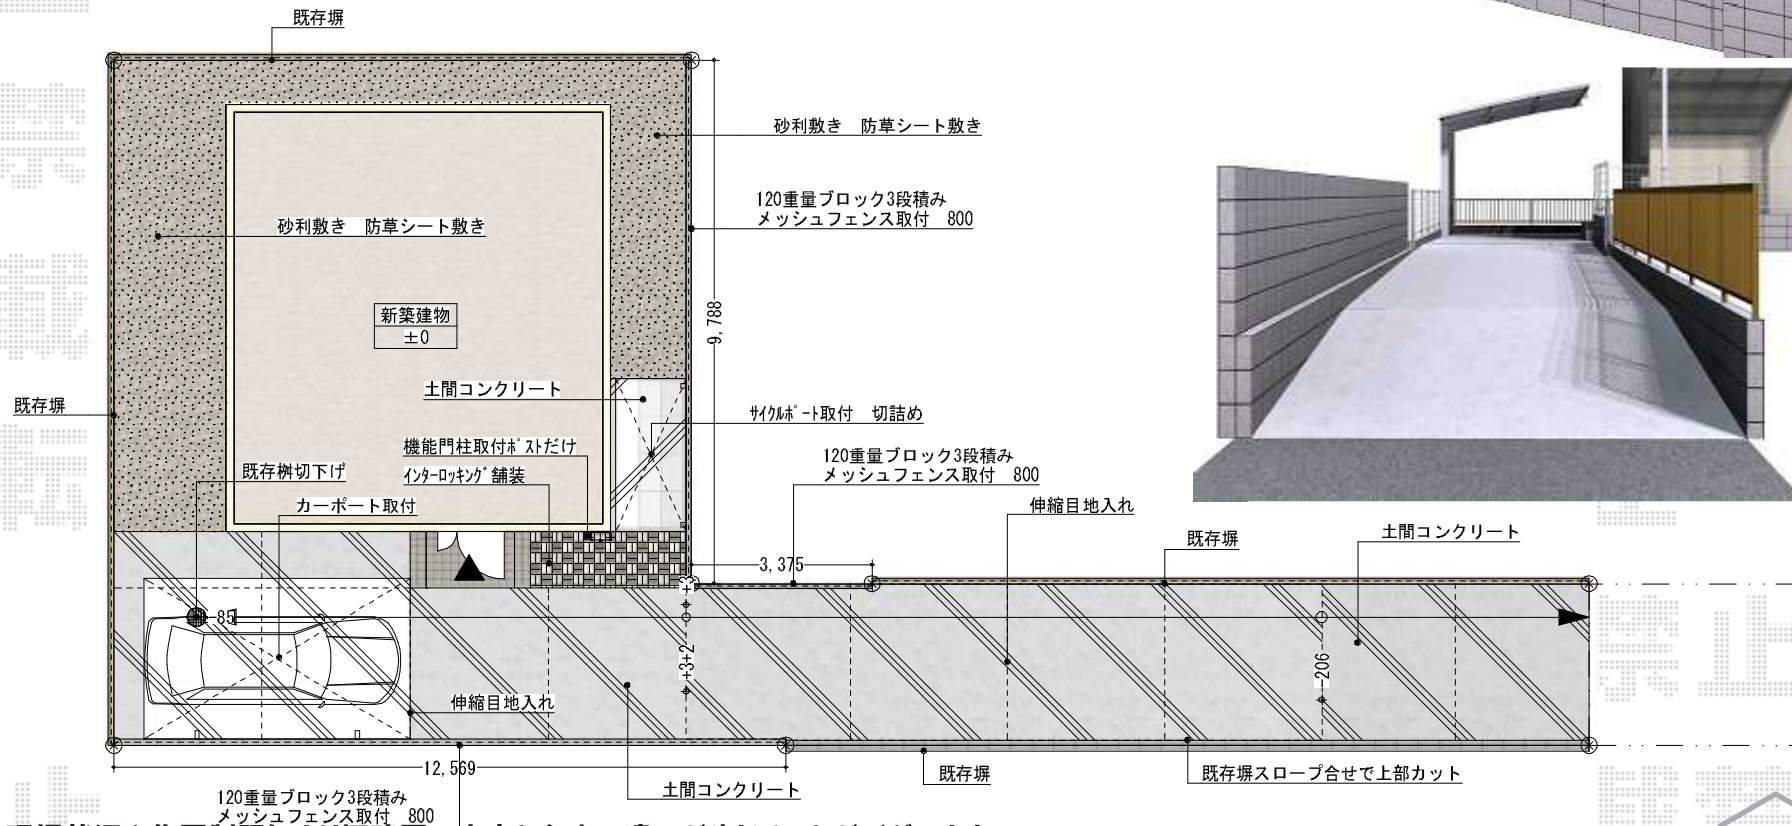 既存塀
砂利敷き　防草シート敷き
120重量ブロック3段積み
メッシュフェンス取付　800
砂利敷き　防草シート敷き
新築建物
±0
9,788
土間コンクリート
既存塀
ｻｲｸﾙﾎﾟｰﾄ取付　切詰め
機能門柱取付ﾎﾟｽﾄだけ
120重量ブロック3段積み
メッシュフェンス取付　800
既存桝切下げ
ｲﾝﾀｰﾛｯｷﾝｸﾞ舗装
カーポート取付
伸縮目地入れ
土間コンクリート
既存塀
3,375
+3
-85
+3+2
-206
伸縮目地入れ
12,569
既存塀
既存塀スロープ合せで上部カット
土間コンクリート
120重量ブロック3段積み
メッシュフェンス取付　800